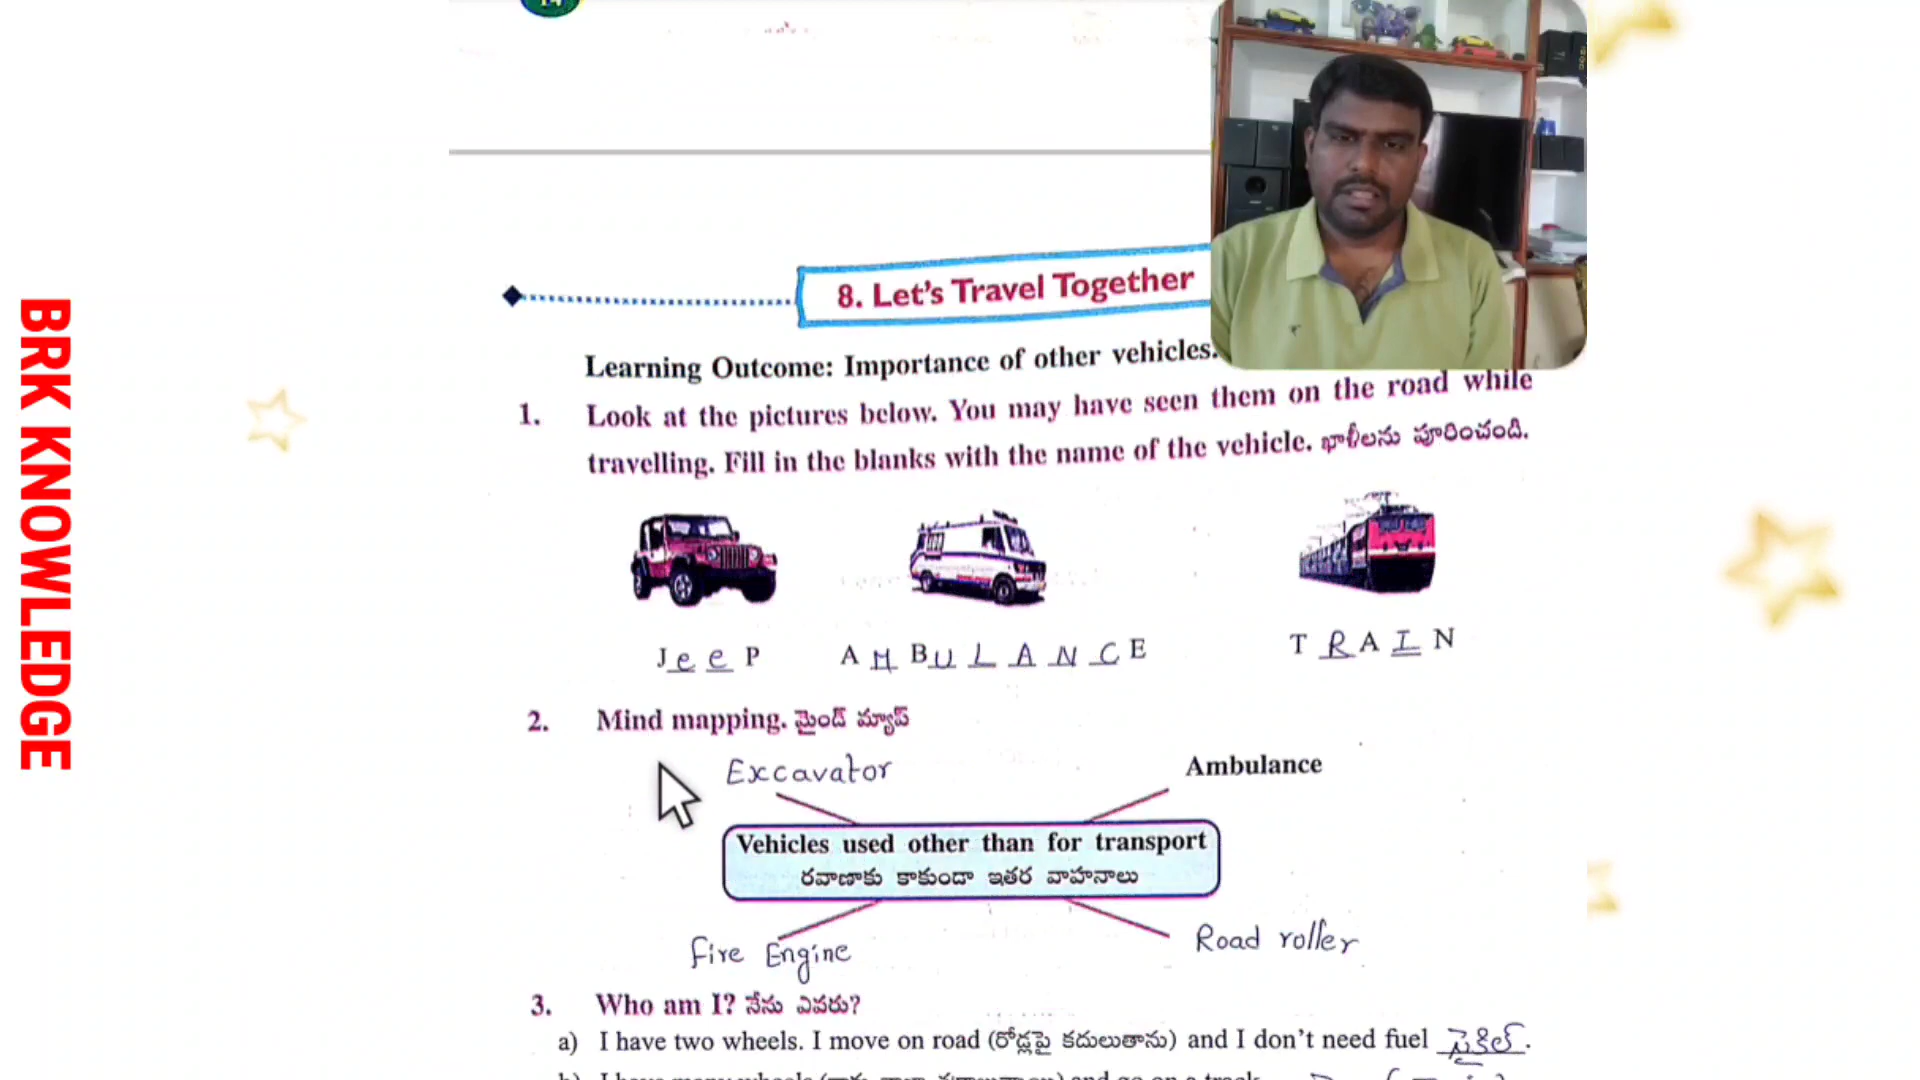 14
BRK KNOWLEDGE
8. Let's Travel Together
Learning Outcome: Importance of other vehicles.
1. Look at the pictures below. You may have seen them on the road while
travelling. Fill in the blanks with the name of the vehicle. ఖాళీలను పూరించండి.
J e e P A M B U L A N C E T R A I N
2. Mind mapping. మైండ్ మ్యాప్
Excavator Ambulance
Vehicles used other than for transport
రవాణాకు కాకుండా ఇతర వాహనాలు
Fire Engine Road roller
3. Who am I? నేను ఎవరు?
a) I have two wheels. I move on road (రోడ్లపై కదులుతాను) and I don't need fuel సైకిల్.